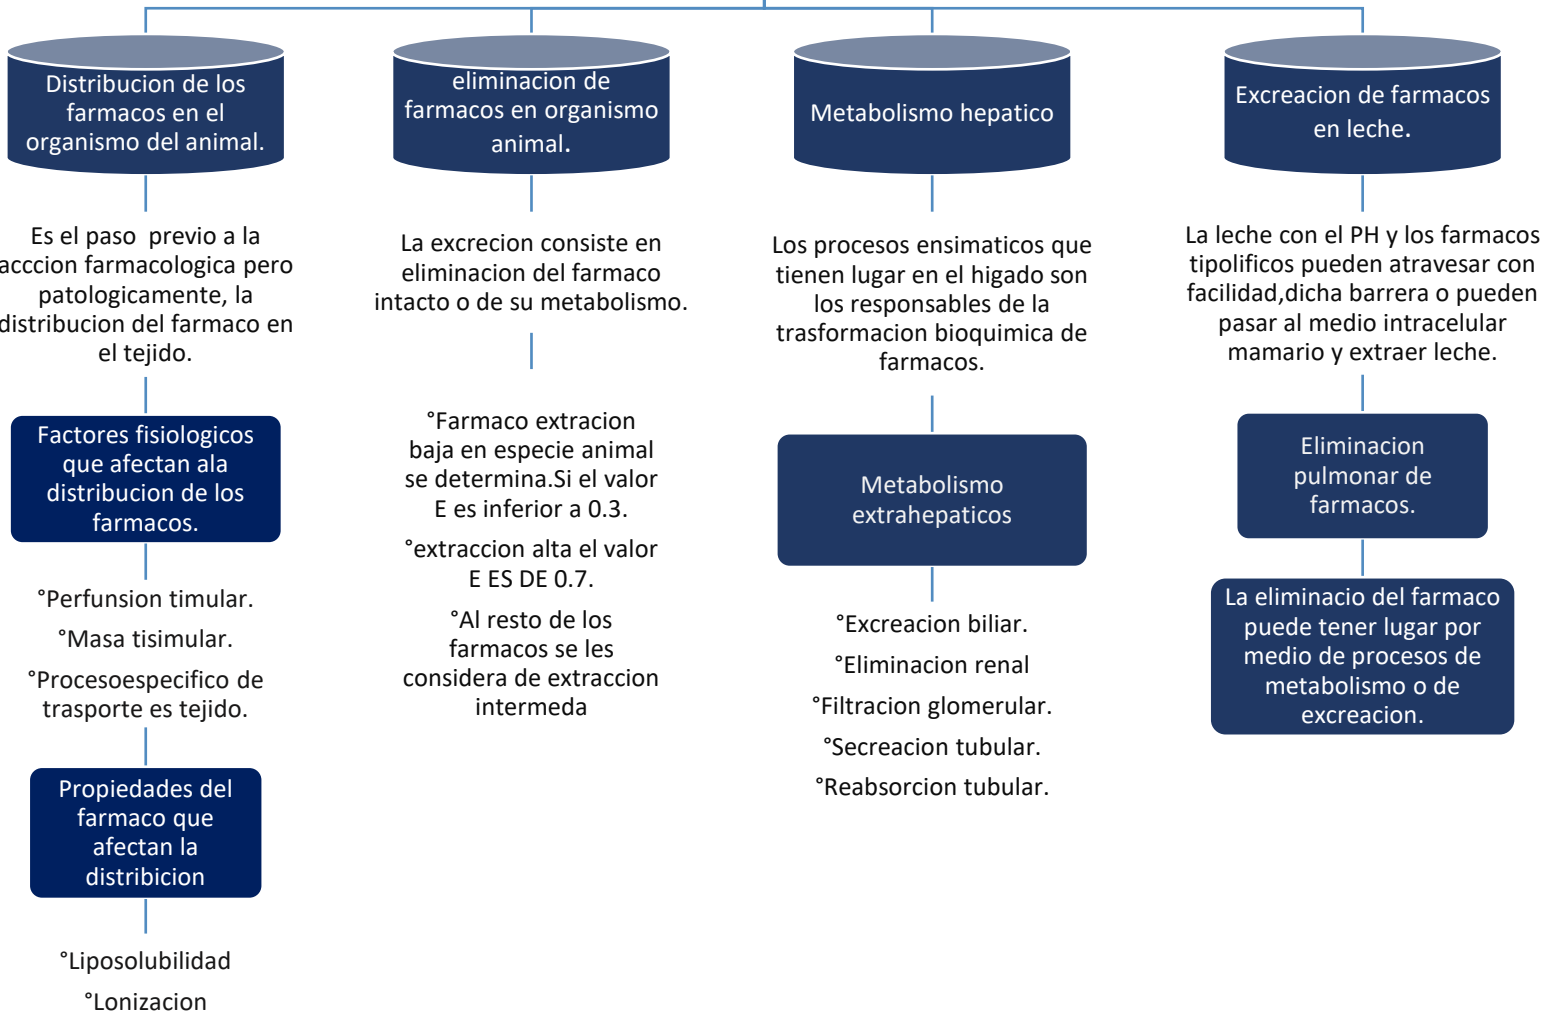 Distribucion de los
farmacos en el
organismo del animal.
Es el paso previo a la
acccion farmacologica pero
patologicamente, la
distribucion del farmaco en
el tejido.
Factores fisiologicos
que afectan ala
distribucion de los
farmacos.
°Perfunsion timular.
°Masa tisimular.
°Procesoespecifico de
trasporte es tejido.
Propiedades del
farmaco que
afectan la
distribicion
°Liposolubilidad
°Lonizacion
eliminacion de
farmacos en organismo
animal.
La excrecion consiste en
eliminacion del farmaco
intacto o de su metabolismo.
°Farmaco extracion
baja en especie animal
se determina.Si el valor
E es inferior a 0.3.
°extraccion alta el valor
E ES DE 0.7.
°Al resto de los
farmacos se les
considera de extraccion
intermeda
Metabolismo hepatico
Los procesos ensimaticos que
tienen lugar en el higado son
los responsables de la
trasformacion bioquimica de
farmacos.
Metabolismo
extrahepaticos
°Excreacion biliar.
°Eliminacion renal
°Filtracion glomerular.
°Secreacion tubular.
°Reabsorcion tubular.
Excreacion de farmacos
en leche.
La leche con el PH y los farmacos
tipolificos pueden atravesar con
facilidad,dicha barrera o pueden
pasar al medio intracelular
mamario y extraer leche.
Eliminacion
pulmonar de
farmacos.
La eliminacio del farmaco
puede tener lugar por
medio de procesos de
metabolismo o de
excreacion.